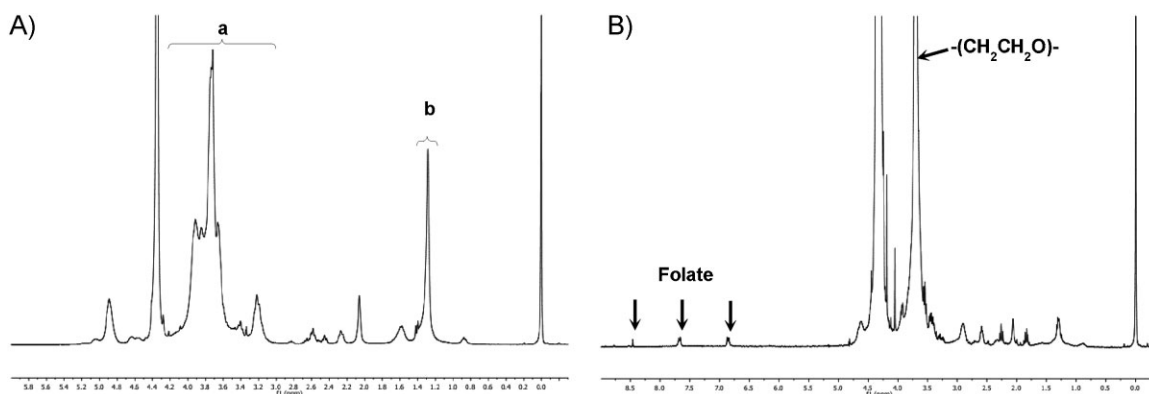 A)
a
b
5.8 5.6 5.4 5.2 5.0 4.8 4.6 4.4 4.2 4.0 3.8 3.6 3.4 3.2 3.0 2.8 2.6 2.4 2.2 2.0 1.8 1.6 1.4 1.2 1.0 0.8 0.6 0.4 0.2 0.0
f1 (ppm)
B)
-(CH₂CH₂O)-
Folate
8.5 8.0 7.5 7.0 6.5 6.0 5.5 5.0 4.5 4.0 3.5 3.0 2.5 2.0 1.5 1.0 0.5 0.0
f1 (ppm)